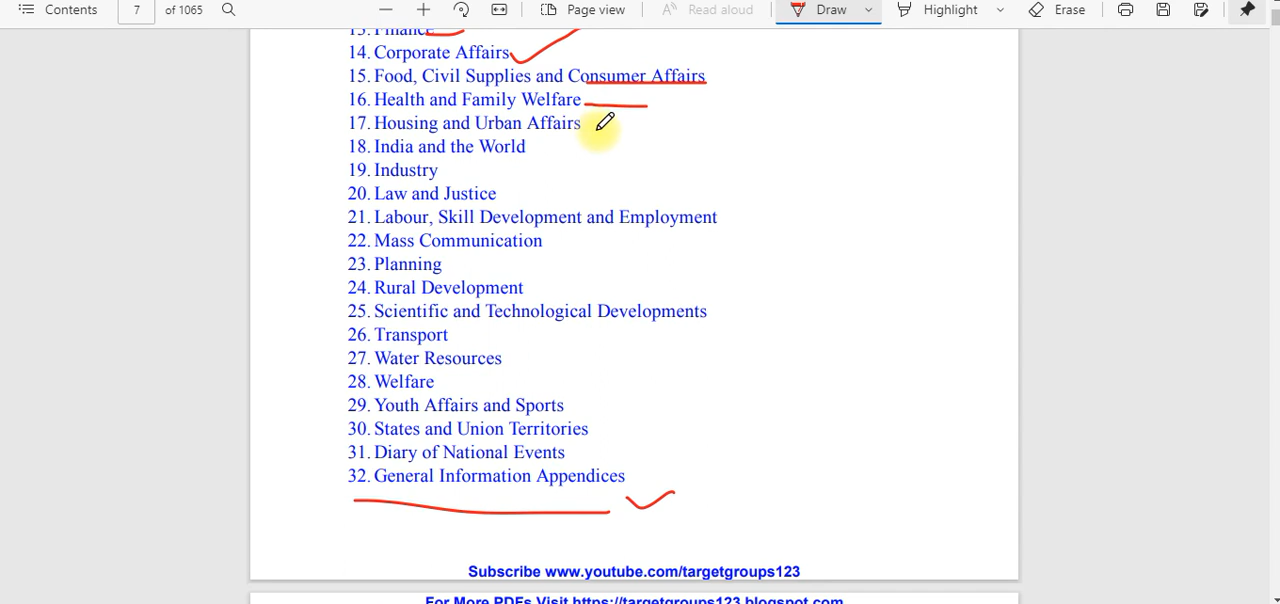 Contents 7 of 1065 Page view Read aloud Draw Highlight Erase
13. Finance
14. Corporate Affairs
15. Food, Civil Supplies and Consumer Affairs
16. Health and Family Welfare
17. Housing and Urban Affairs
18. India and the World
19. Industry
20. Law and Justice
21. Labour, Skill Development and Employment
22. Mass Communication
23. Planning
24. Rural Development
25. Scientific and Technological Developments
26. Transport
27. Water Resources
28. Welfare
29. Youth Affairs and Sports
30. States and Union Territories
31. Diary of National Events
32. General Information Appendices
Subscribe www.youtube.com/targetgroups123
For More PDFs Visit https://targetgroups123.blogspot.com